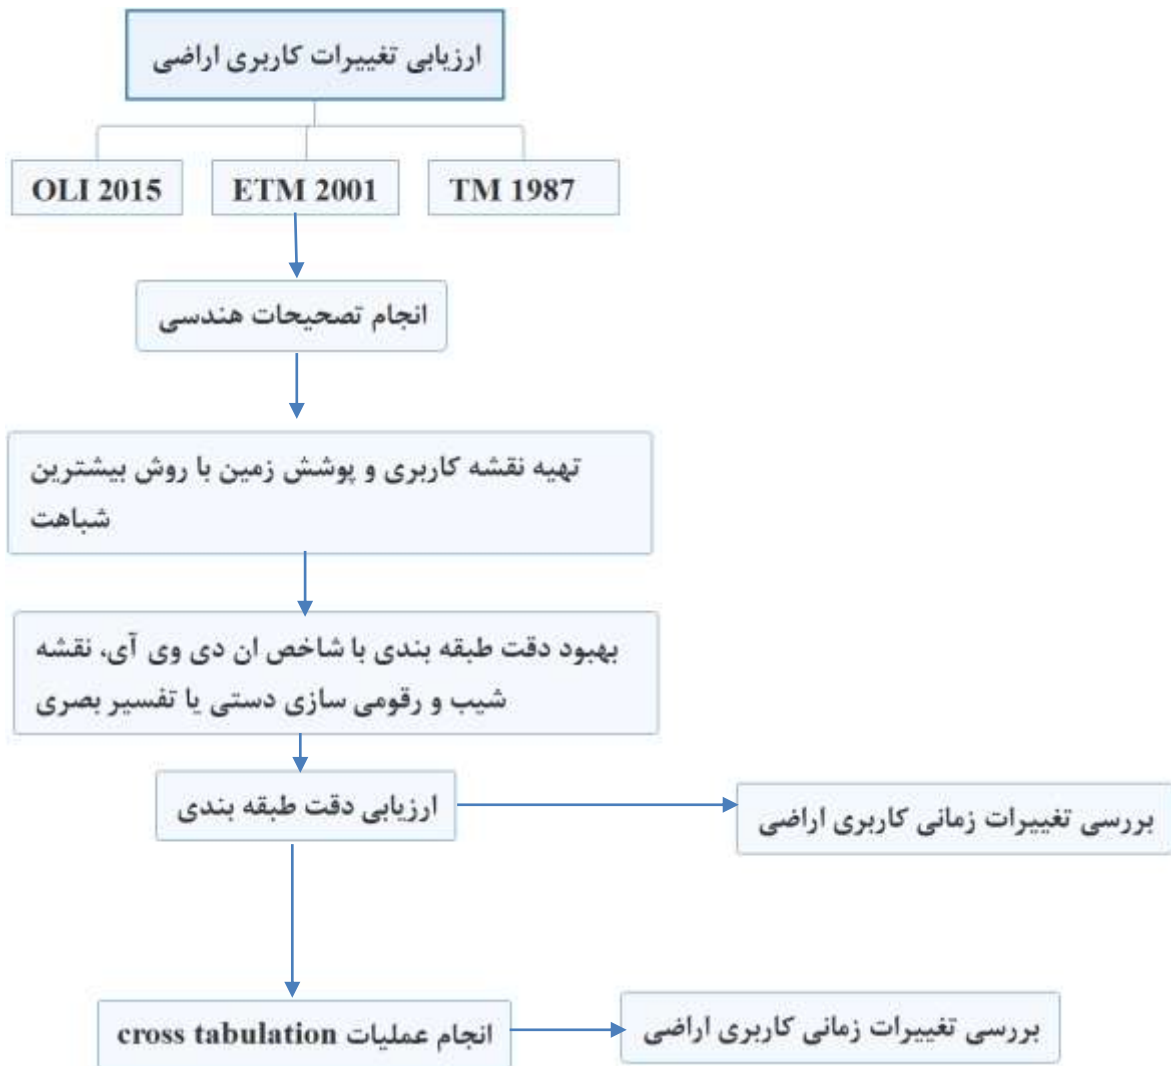 ارزیابی تغییرات کاربری اراضی
OLI 2015
ETM 2001
TM 1987
انجام تصحیحات هندسی
تهیه نقشه کاربری و پوشش زمین با روش بیشترین
شباهت
بهبود دقت طبقه بندی با شاخص ان دی وی آی، نقشه
شیب و رقومی سازی دستی یا تفسیر بصری
ارزیابی دقت طبقه بندی
بررسی تغییرات زمانی کاربری اراضی
انجام عملیات cross tabulation
بررسی تغییرات زمانی کاربری اراضی